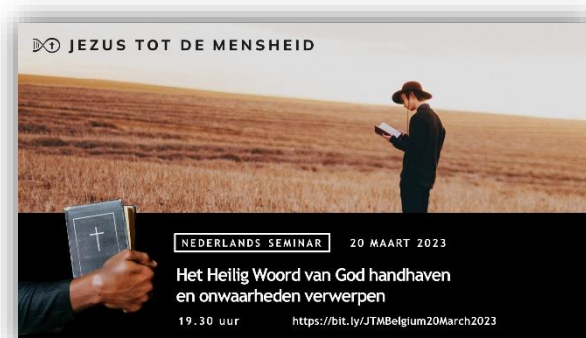 JEZUS TOT DE MENSHEID
NEDERLANDS SEMINAR 20 MAART 2023
Het Heilig Woord van God handhaven
en onwaarheden verwerpen
19.30 uur https://bit.ly/JTMBelgium20March2023